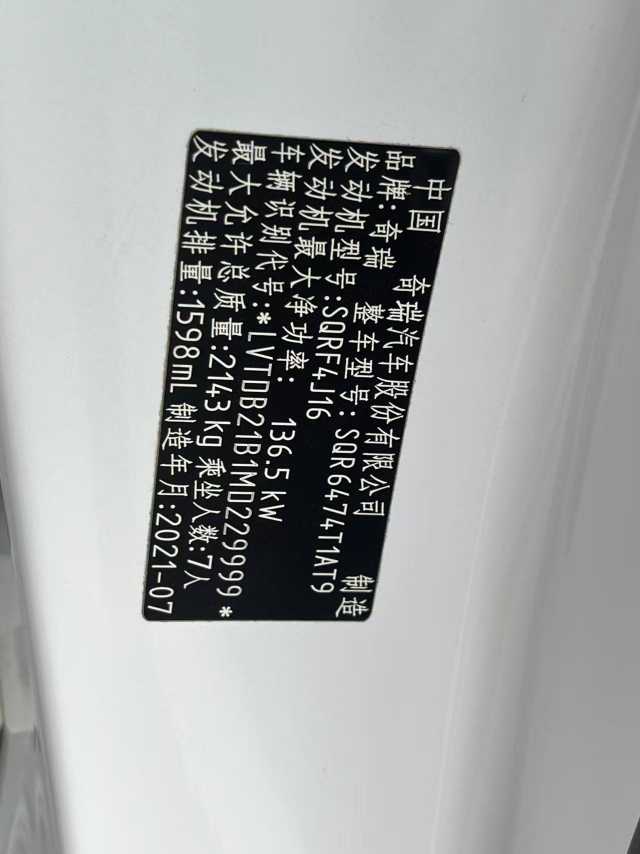 中国 奇瑞汽车股份有限公司 制造
品牌:奇瑞 整车型号:SQR6474T1AT9
发动机型号:SQRF4J16
发动机最大净功率: 136.5 kW
车辆识别代号:*LVTDB21B1MD229999*
最大允许总质量:2143kg 乘坐人数:7人
发动机排量:1598mL 制造年月:2021-07